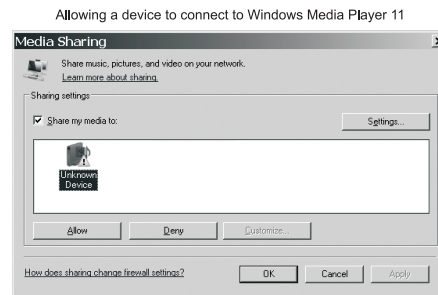 Allowing a device to connect to Windows Media Player 11
Media Sharing
Share music, pictures, and video on your network.
Learn more about sharing.
Sharing settings
Share my media to:
Settings...
Unknown
Device
Allow
Deny
Customize...
How does sharing change firewall settings?
OK
Cancel
Apply